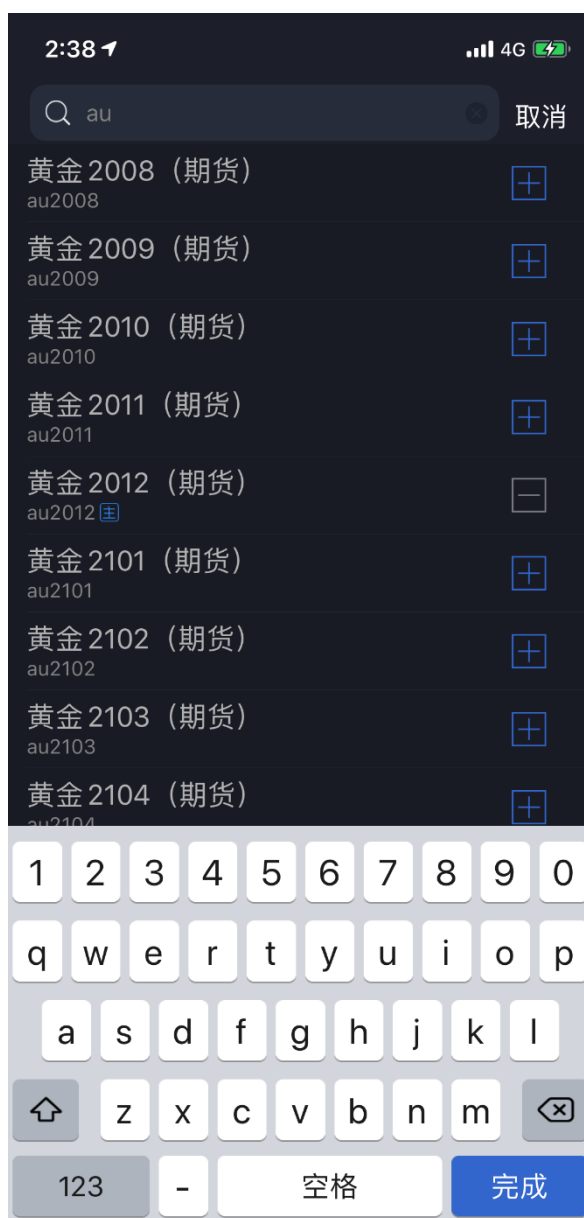 2:38
4G
au
取消
黄金2008（期货）
au2008
黄金2009（期货）
au2009
黄金2010（期货）
au2010
黄金2011（期货）
au2011
黄金2012（期货）
au2012 主
黄金2101（期货）
au2101
黄金2102（期货）
au2102
黄金2103（期货）
au2103
黄金2104（期货）
au2104
1 2 3 4 5 6 7 8 9 0
q w e r t y u i o p
a s d f g h j k l
z x c v b n m
123 - 空格 完成